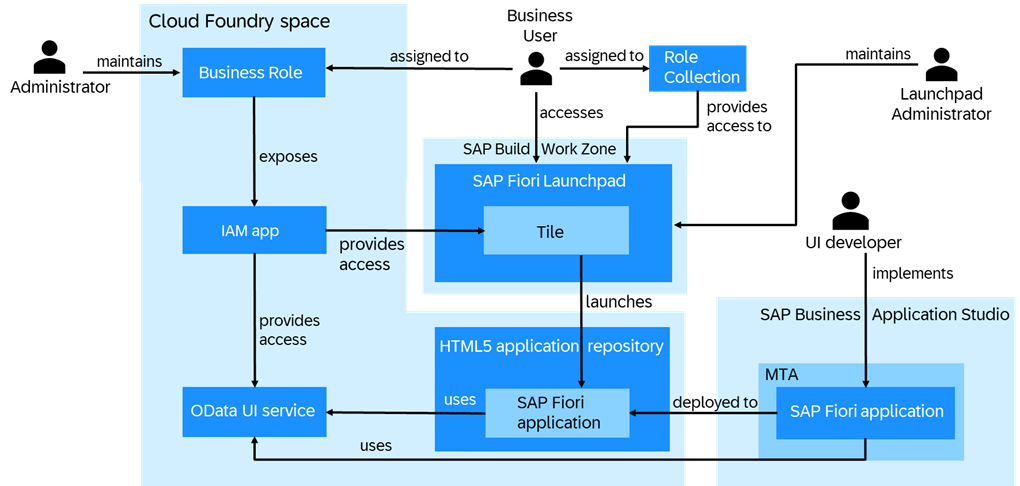 Cloud Foundry space
Business
User
maintains
Administrator
Business Role
assigned to
assigned to
Role
Collection
maintains
Launchpad
Administrator
accesses
provides
access to
exposes
SAP Build Work Zone
SAP Fiori Launchpad
IAM app
provides
access
Tile
UI developer
implements
launches
provides
access
SAP Business Application Studio
HTML5 application repository
MTA
OData UI service
uses
SAP Fiori
application
deployed to
SAP Fiori application
uses